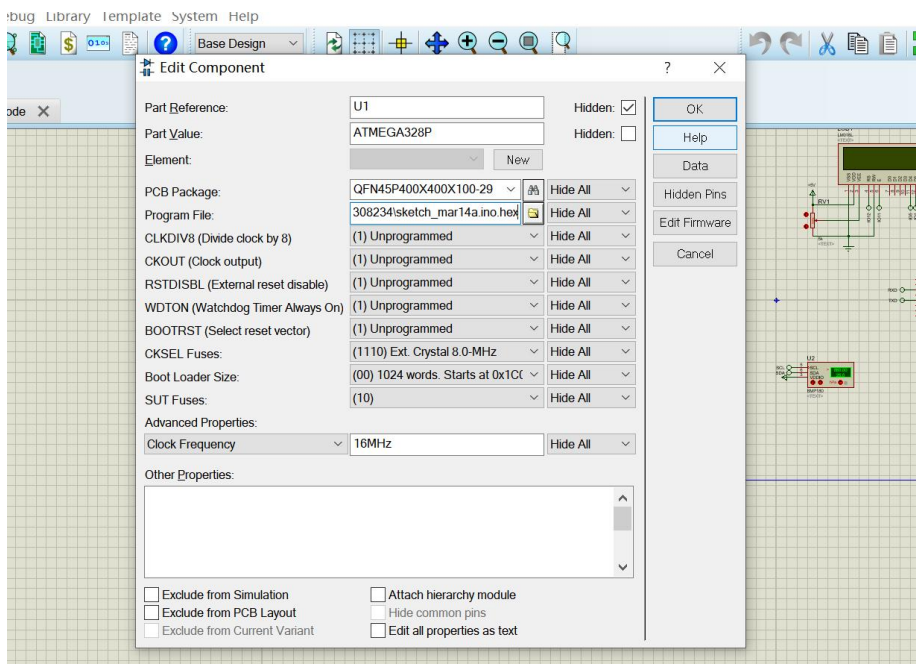 ebug Library Template System Help
Base Design
Edit Component ?
ode
Part Reference: U1 Hidden: OK
Part Value: ATMEGA328P Hidden: Help
Element: New Data
PCB Package: QFN45P400X400X100-29 Hide All Hidden Pins
Program File: 308234\sketch_mar14a.ino.hex Hide All Edit Firmware
CLKDIV8 (Divide clock by 8) (1) Unprogrammed Hide All
CKOUT (Clock output) (1) Unprogrammed Hide All Cancel
RSTDISBL (External reset disable) (1) Unprogrammed Hide All
WDTON (Watchdog Timer Always On) (1) Unprogrammed Hide All
BOOTRST (Select reset vector) (1) Unprogrammed Hide All
CKSEL Fuses: (1110) Ext. Crystal 8.0-MHz Hide All
Boot Loader Size: (00) 1024 words. Starts at 0x1C Hide All
SUT Fuses: (10) Hide All
Advanced Properties:
Clock Frequency 16MHz Hide All
Other Properties:
Exclude from Simulation Attach hierarchy module
Exclude from PCB Layout Hide common pins
Exclude from Current Variant Edit all properties as text
RV1
U2
SCL
SDA